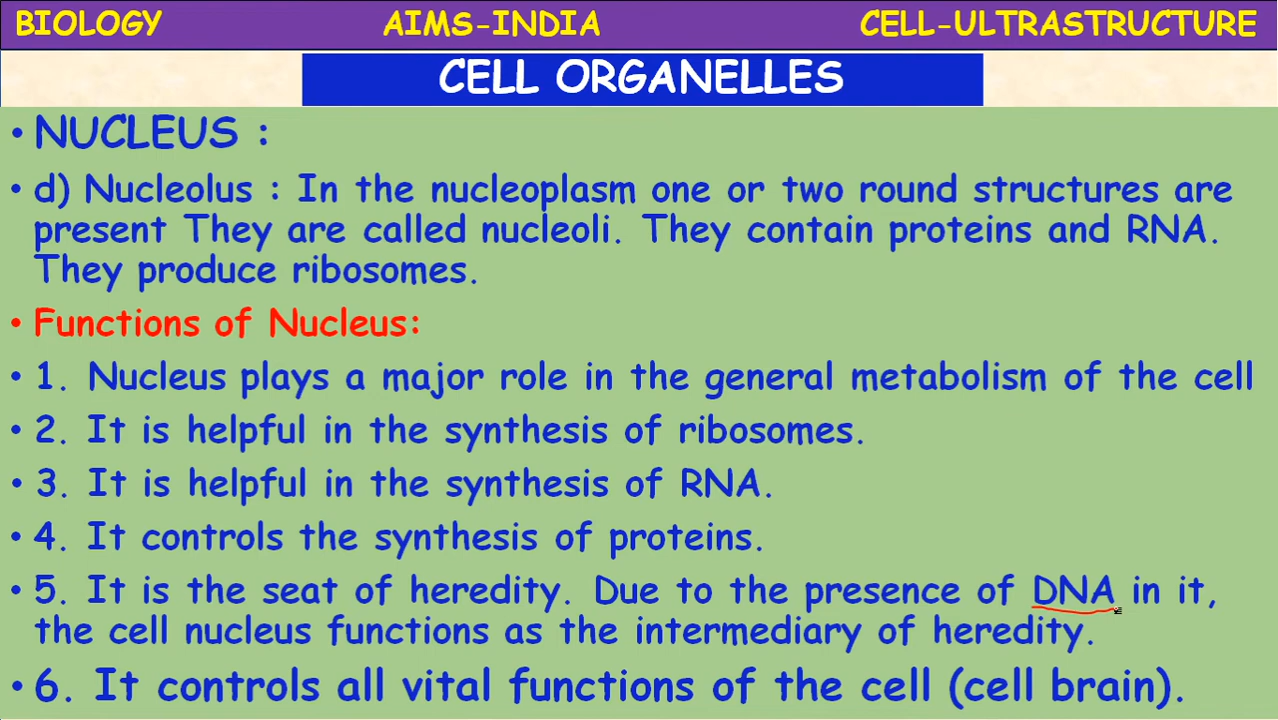 BIOLOGY AIMS-INDIA CELL-ULTRASTRUCTURE
CELL ORGANELLES
• NUCLEUS :
• d) Nucleolus : In the nucleoplasm one or two round structures are
present They are called nucleoli. They contain proteins and RNA.
They produce ribosomes.
• Functions of Nucleus:
• 1. Nucleus plays a major role in the general metabolism of the cell
• 2. It is helpful in the synthesis of ribosomes.
• 3. It is helpful in the synthesis of RNA.
• 4. It controls the synthesis of proteins.
• 5. It is the seat of heredity. Due to the presence of DNA in it,
the cell nucleus functions as the intermediary of heredity.
• 6. It controls all vital functions of the cell (cell brain).